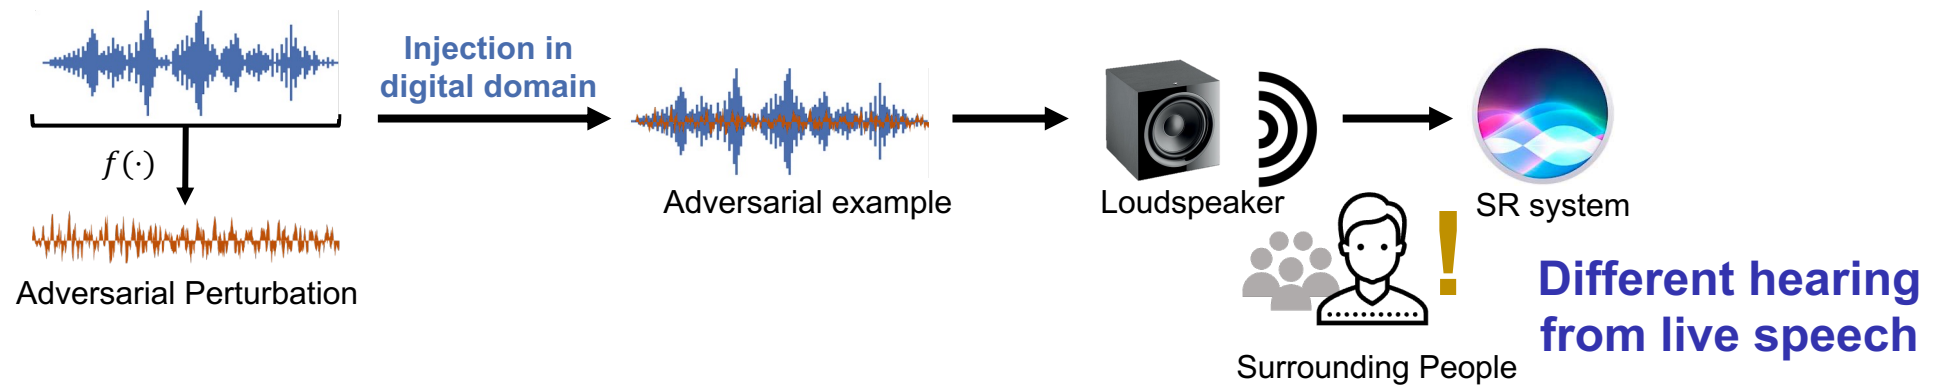 Injection in
digital domain
f(·)
Adversarial Perturbation
Adversarial example
Loudspeaker
SR system
Surrounding People
!
Different hearing
from live speech